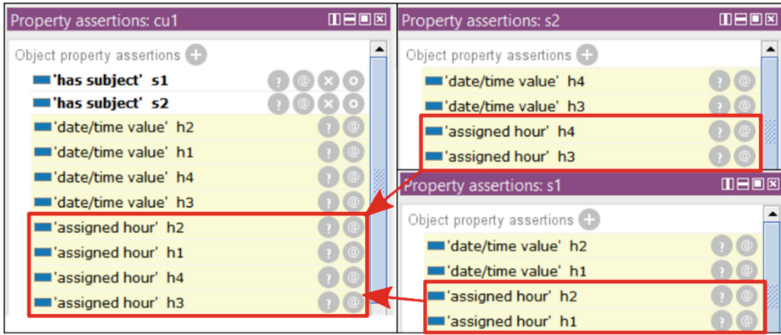 Property assertions: cu1
Object property assertions
'has subject' s1
'has subject' s2
'date/time value' h2
'date/time value' h1
'date/time value' h4
'date/time value' h3
'assigned hour' h2
'assigned hour' h1
'assigned hour' h4
'assigned hour' h3
Property assertions: s2
Object property assertions
'date/time value' h4
'date/time value' h3
'assigned hour' h4
'assigned hour' h3
Property assertions: s1
Object property assertions
'date/time value' h2
'date/time value' h1
'assigned hour' h2
'assigned hour' h1